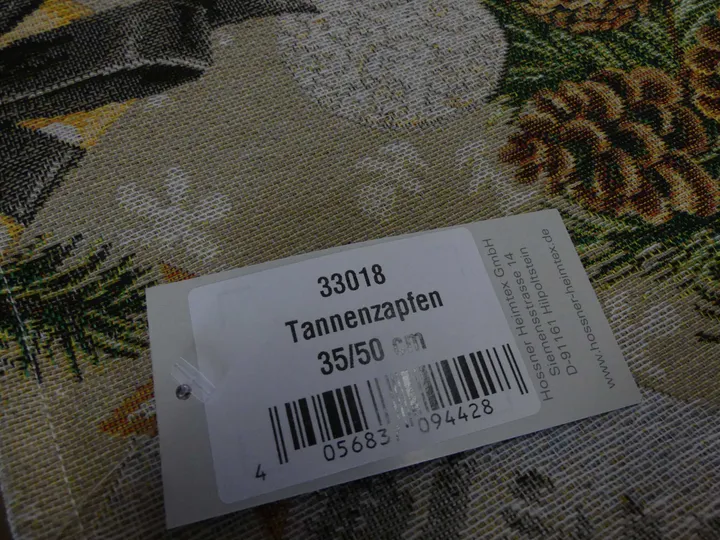 33018
Tannenzapfen
35/50 cm
4 05683 094428
Hossner Heimtex GmbH
Siemensstrasse 14
D-91161 Hilpoltstein
www.hossner-heimtex.de